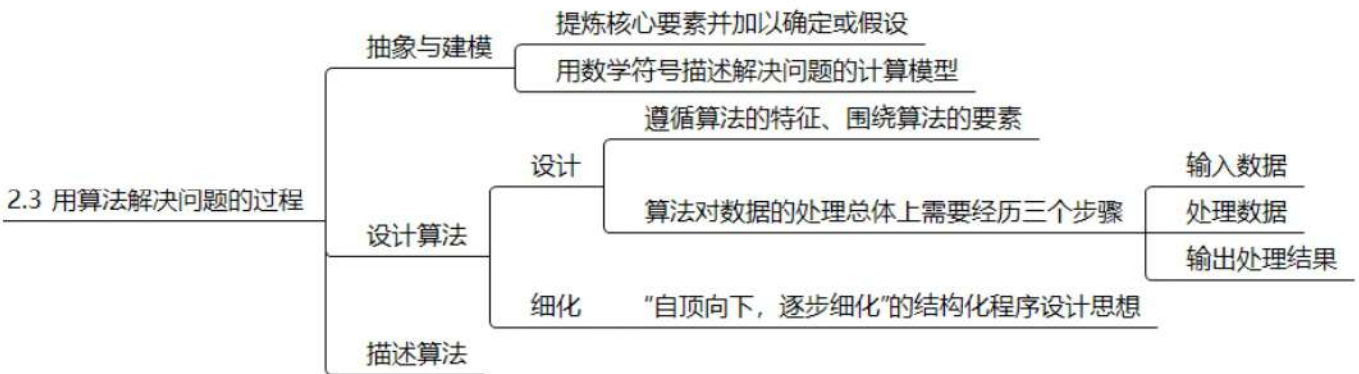 2.3 用算法解决问题的过程
抽象与建模
提炼核心要素并加以确定或假设
用数学符号描述解决问题的计算模型
设计算法
设计
遵循算法的特征、围绕算法的要素
算法对数据的处理总体上需要经历三个步骤
输入数据
处理数据
输出处理结果
细化
“自顶向下，逐步细化”的结构化程序设计思想
描述算法